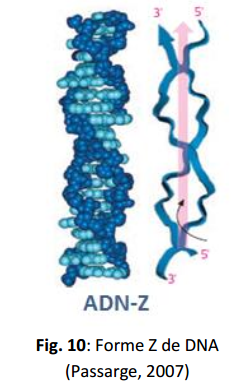 3' 5'
5'
3'
ADN-Z
Fig. 10: Forme Z de DNA
(Passarge, 2007)